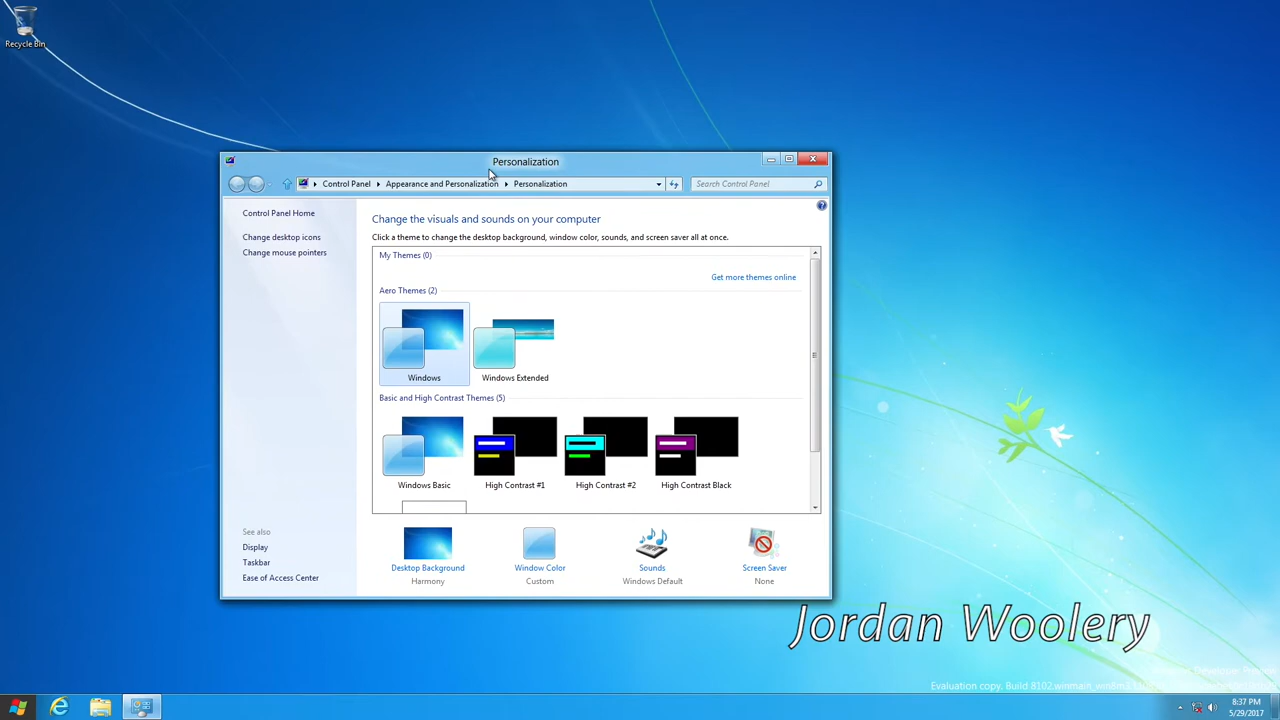 Recycle Bin
Personalization
Control Panel
Appearance and Personalization
Personalization
Search Control Panel
Control Panel Home
Change desktop icons
Change mouse pointers
See also
Display
Taskbar
Ease of Access Center
Change the visuals and sounds on your computer
Click a theme to change the desktop background, window color, sounds, and screen saver all at once.
My Themes (0)
Get more themes online
Aero Themes (2)
Windows
Windows Extended
Basic and High Contrast Themes (5)
Windows Basic
High Contrast #1
High Contrast #2
High Contrast Black
Desktop Background
Harmony
Window Color
Custom
Sounds
Windows Default
Screen Saver
None
Jordan Woolery
Evaluation copy. Build 8102.winmain_win8m
8:37 PM
5/29/2017